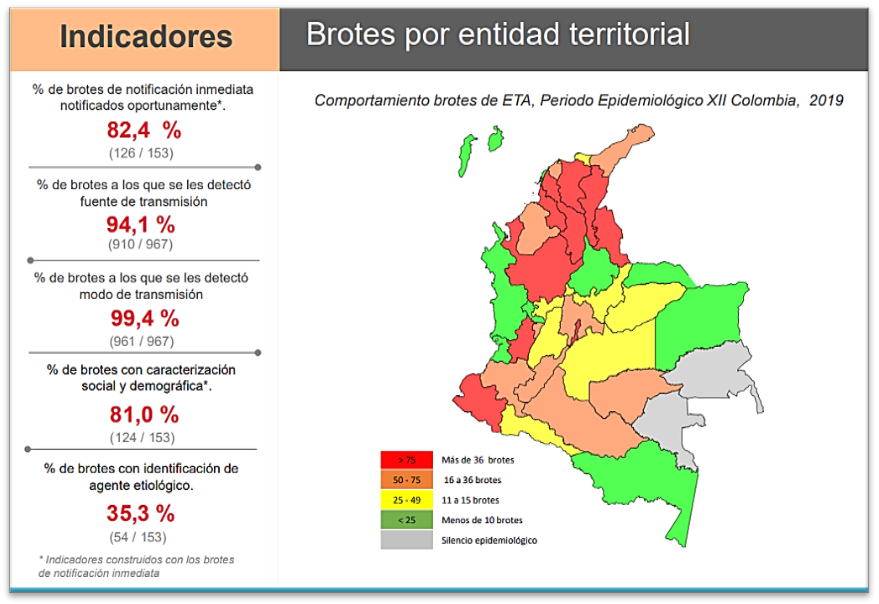 Indicadores
Brotes por entidad territorial
% de brotes de notificación inmediata
notificados oportunamente*.
82,4 %
(126 / 153)
% de brotes a los que se les detectó
fuente de transmisión
94,1 %
(910 / 967)
% de brotes a los que se les detectó
modo de transmisión
99,4 %
(961 / 967)
% de brotes con caracterización
social y demográfica*.
81,0 %
(124 / 153)
% de brotes con identificación de
agente etiológico.
35,3 %
(54 / 153)
* Indicadores construidos con los brotes
de notificación inmediata
Comportamiento brotes de ETA, Periodo Epidemiológico XII Colombia, 2019
> 75 Más de 36 brotes
50 - 75 16 a 36 brotes
25 - 49 11 a 15 brotes
< 25 Menos de 10 brotes
Silencio epidemiológico